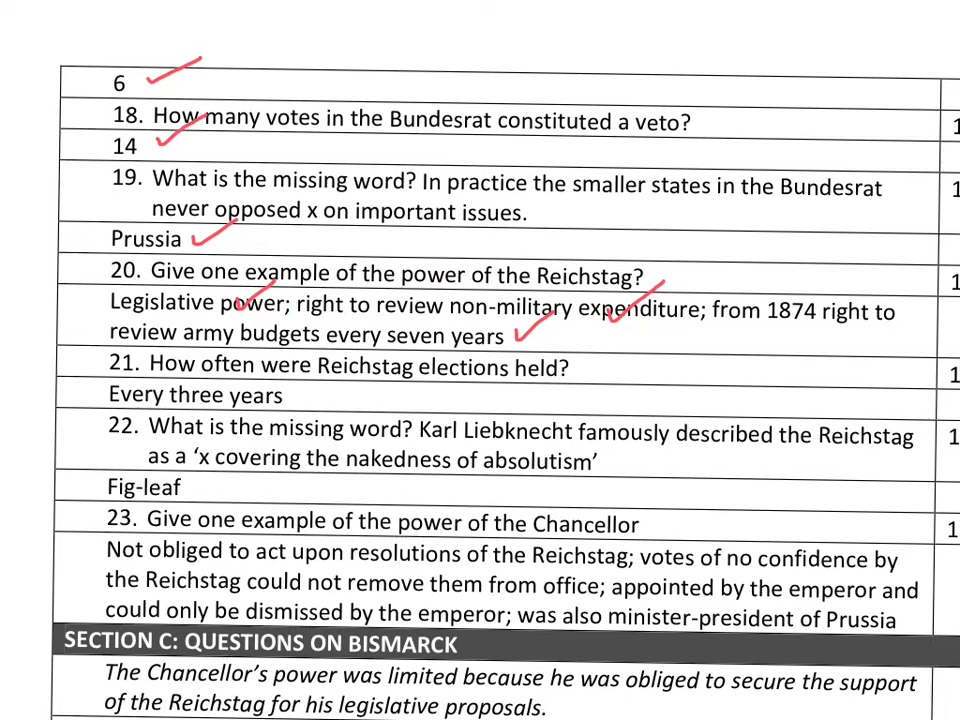 6
18. How many votes in the Bundesrat constituted a veto?
1
14
19. What is the missing word? In practice the smaller states in the Bundesrat
1
never opposed x on important issues.
Prussia
20. Give one example of the power of the Reichstag?
1
Legislative power; right to review non-military expenditure; from 1874 right to
review army budgets every seven years
21. How often were Reichstag elections held?
1
Every three years
22. What is the missing word? Karl Liebknecht famously described the Reichstag
1
as a ‘x covering the nakedness of absolutism’
Fig-leaf
23. Give one example of the power of the Chancellor
1
Not obliged to act upon resolutions of the Reichstag; votes of no confidence by
the Reichstag could not remove them from office; appointed by the emperor and
could only be dismissed by the emperor; was also minister-president of Prussia
SECTION C: QUESTIONS ON BISMARCK
The Chancellor’s power was limited because he was obliged to secure the support
of the Reichstag for his legislative proposals.